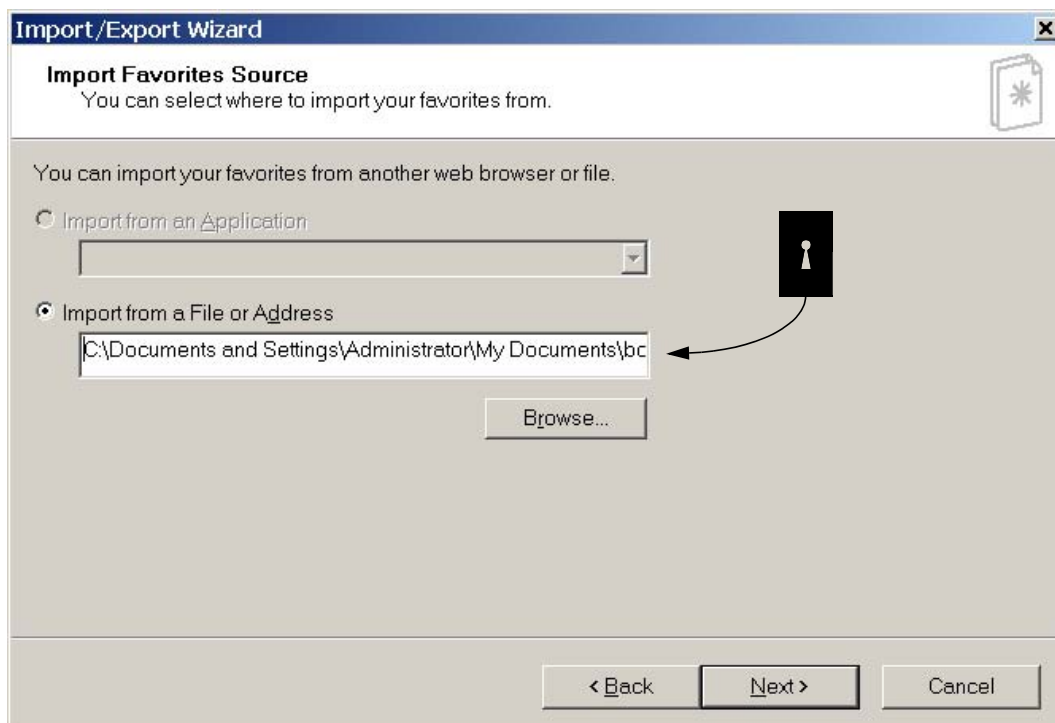 Import/Export Wizard
Import Favorites Source
You can select where to import your favorites from.
You can import your favorites from another web browser or file.
Import from an Application
Import from a File or Address
C:\Documents and Settings\Administrator\My Documents\bo
Browse...
< Back Next > Cancel